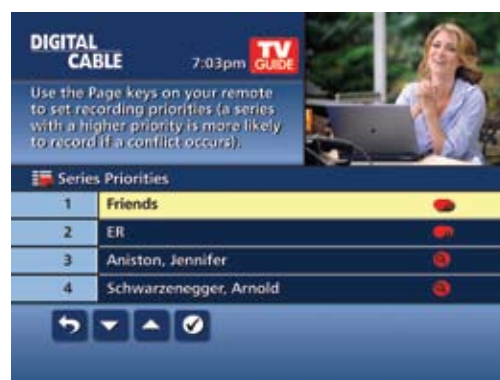 DIGITAL
CABLE
7:03pm
TV
GUIDE
Use the Page keys on your remote
to set recording priorities (a series
with a higher priority is more likely
to record if a conflict occurs).
Series Priorities
1 Friends
2 ER
3 Aniston, Jennifer
4 Schwarzenegger, Arnold